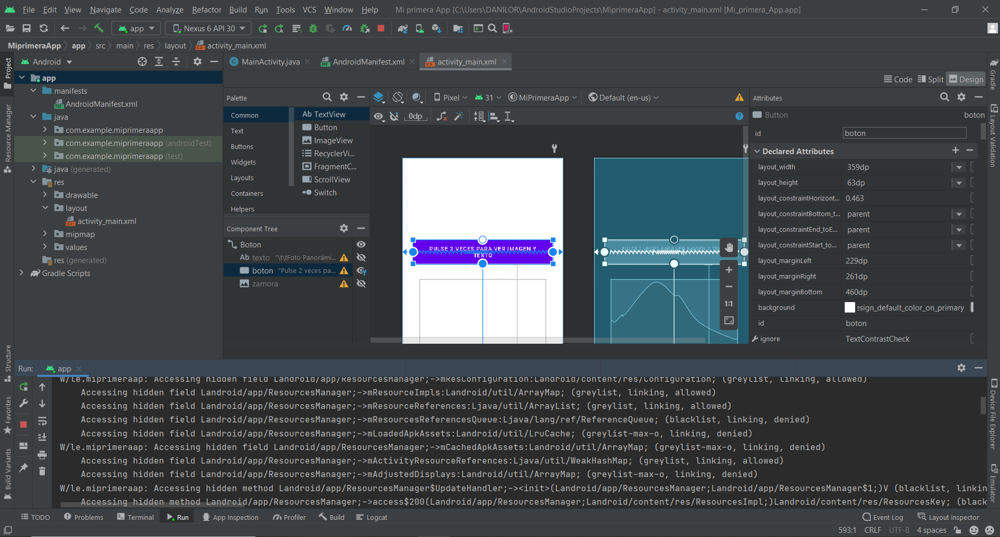 File Edit View Navigate Code Analyze Refactor Build Run Tools VCS Window Help Mi primera App [C:\Users\DANILOR\AndroidStudioProjects\MiprimeraApp] - activity_main.xml [Mi_primera_App.app]
app Nexus 6 API 30
MiprimeraApp app src main res layout activity_main.xml
Project
Resource Manager
Structure
Favorites
Build Variants
Android
app
manifests
AndroidManifest.xml
java
com.example.miprimeraapp
com.example.miprimeraapp (androidTest)
com.example.miprimeraapp (test)
java (generated)
res
drawable
layout
activity_main.xml
mipmap
values
res (generated)
Gradle Scripts
MainActivity.java AndroidManifest.xml activity_main.xml
Code Split Design
Palette
Common
Text
Buttons
Widgets
Layouts
Containers
Helpers
Ab TextView
Button
ImageView
RecyclerVi...
FragmentC...
ScrollView
Switch
Component Tree
Boton
Ab texto "\t\tFoto Panorámi...
boton "Pulse 2 veces pa...
zamora
Pixel 31 MiPrimeraApp Default (en-us)
0dp
PULSE 2 VECES PARA VER IMAGEN Y
TEXTO
PULSE 2 VECES PARA VER IMAGEN Y
1:1
Attributes
Button boton
id boton
Declared Attributes
layout_width 359dp
layout_height 63dp
layout_constraintHorizont... 0.463
layout_constraintBottom_t... parent
layout_constraintEnd_toE... parent
layout_constraintStart_to... parent
layout_marginLeft 229dp
layout_marginRight 261dp
layout_marginBottom 460dp
background esign_default_color_on_primary
id boton
ignore TextContrastCheck
Gradle
Layout Validation
Device File Explorer
Emulator
Run: app
W/le.miprimeraap: Accessing hidden field Landroid/app/ResourcesManager;->mResConfiguration:Landroid/content/res/Configuration; (greylist, linking, allowed)
Accessing hidden field Landroid/app/ResourcesManager;->mResourceImpls:Landroid/util/ArrayMap; (greylist, linking, allowed)
Accessing hidden field Landroid/app/ResourcesManager;->mResourceReferences:Ljava/util/ArrayList; (greylist, linking, allowed)
Accessing hidden field Landroid/app/ResourcesManager;->mResourcesReferencesQueue:Ljava/lang/ref/ReferenceQueue; (blacklist, linking, denied)
Accessing hidden field Landroid/app/ResourcesManager;->mLoadedApkAssets:Landroid/util/LruCache; (greylist-max-o, linking, denied)
W/le.miprimeraap: Accessing hidden field Landroid/app/ResourcesManager;->mCachedApkAssets:Landroid/util/ArrayMap; (greylist-max-o, linking, denied)
Accessing hidden field Landroid/app/ResourcesManager;->mActivityResourceReferences:Ljava/util/WeakHashMap; (greylist, linking, allowed)
Accessing hidden field Landroid/app/ResourcesManager;->mAdjustedDisplays:Landroid/util/ArrayMap; (greylist-max-o, linking, denied)
W/le.miprimeraap: Accessing hidden method Landroid/app/ResourcesManager$UpdateHandler;-><init>(Landroid/app/ResourcesManager;Landroid/app/ResourcesManager$1;)V (blacklist, linkin
Accessing hidden method Landroid/app/ResourcesManager;->access$200(Landroid/app/ResourcesManager;Landroid/content/res/ResourcesImpl;)Landroid/content/res/ResourcesKey; (black
TODO Problems Terminal Run App Inspection Profiler Build Logcat Event Log Layout Inspector
593:1 CRLF UTF-8 4 spaces